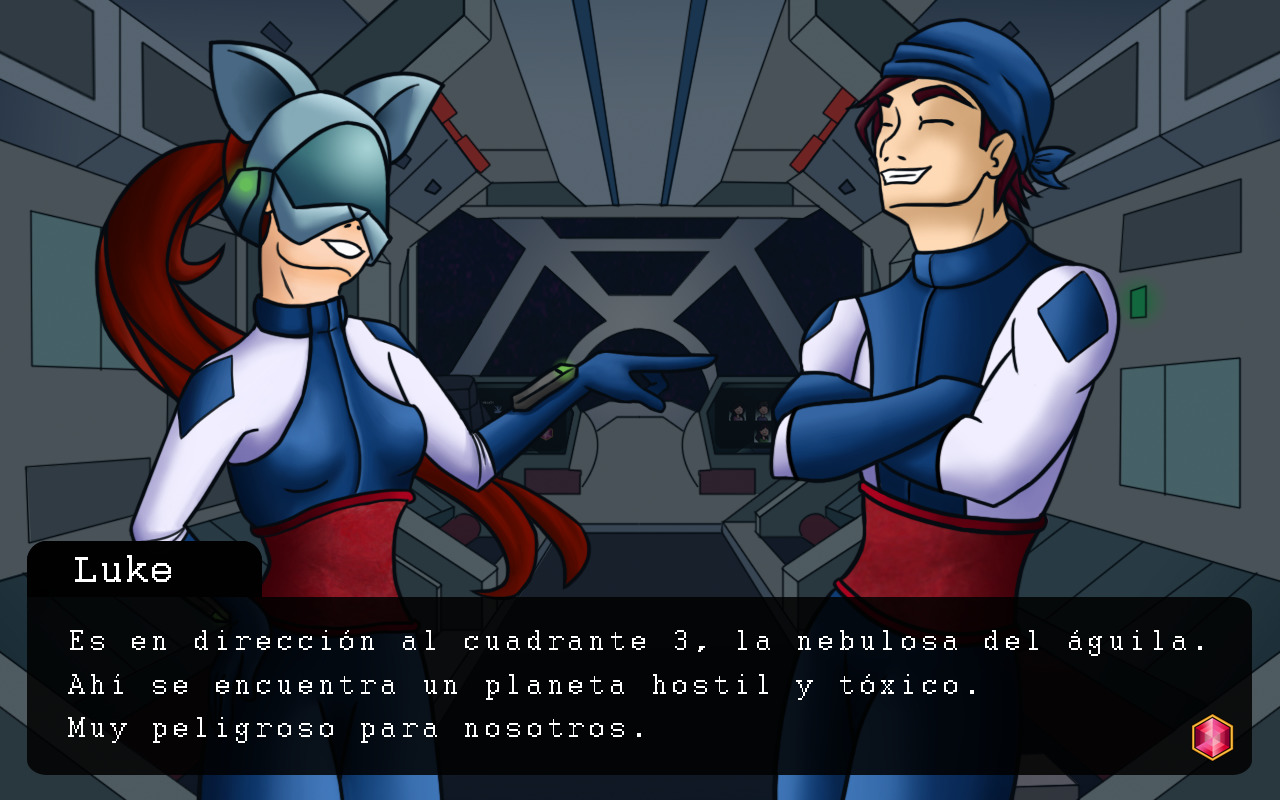 Luke
Es en dirección al cuadrante 3, la nebulosa del águila.
Ahí se encuentra un planeta hostil y tóxico.
Muy peligroso para nosotros.